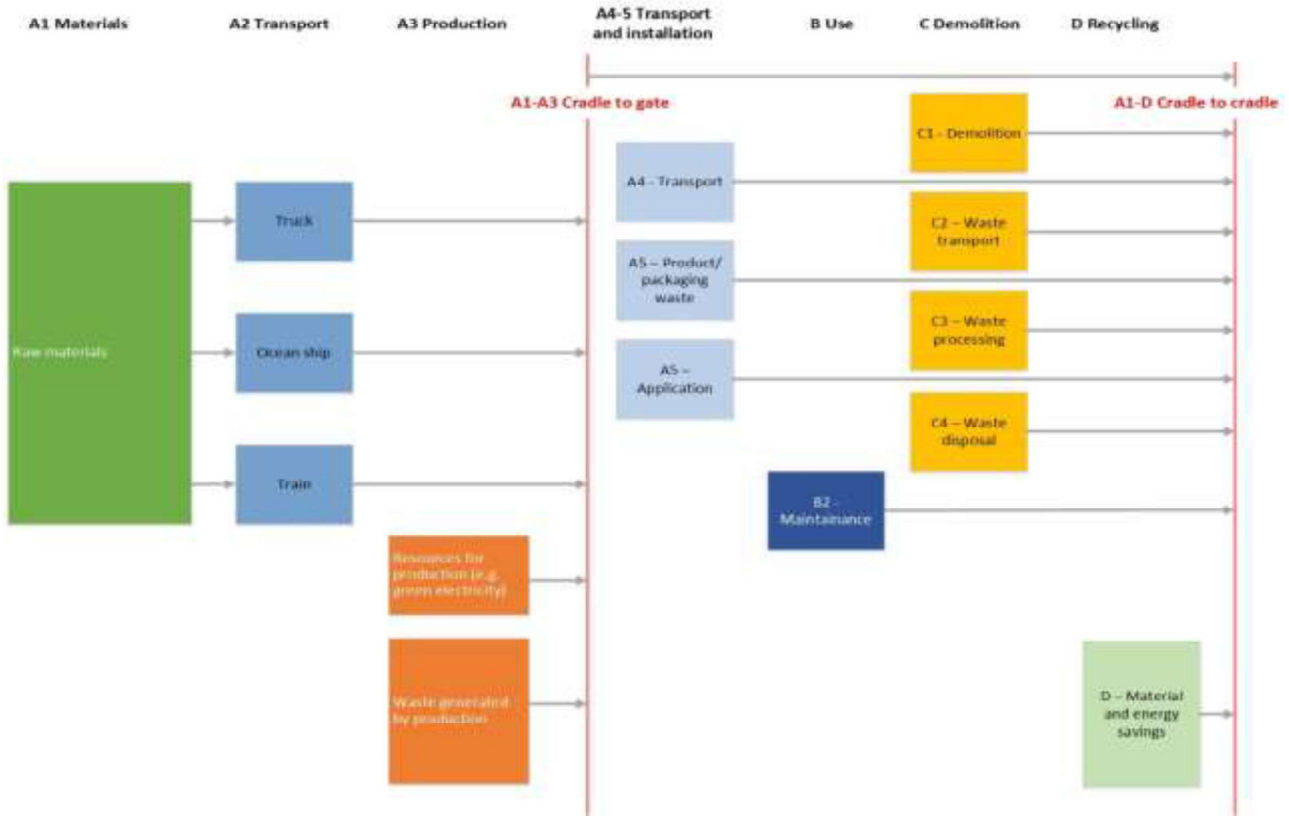 A1 Materials
A2 Transport
A3 Production
A4-5 Transport
and installation
B Use
C Demolition
D Recycling
A1-A3 Cradle to gate
A1-D Cradle to cradle
Raw materials
Truck
Ocean ship
Train
Resources for
production (e.g.
green electricity)
Waste generated
by production
A4 - Transport
A5 – Product/
packaging
waste
A5 –
Application
B2 -
Maintainance
C1 - Demolition
C2 – Waste
transport
C3 – Waste
processing
C4 – Waste
disposal
D – Material
and energy
savings